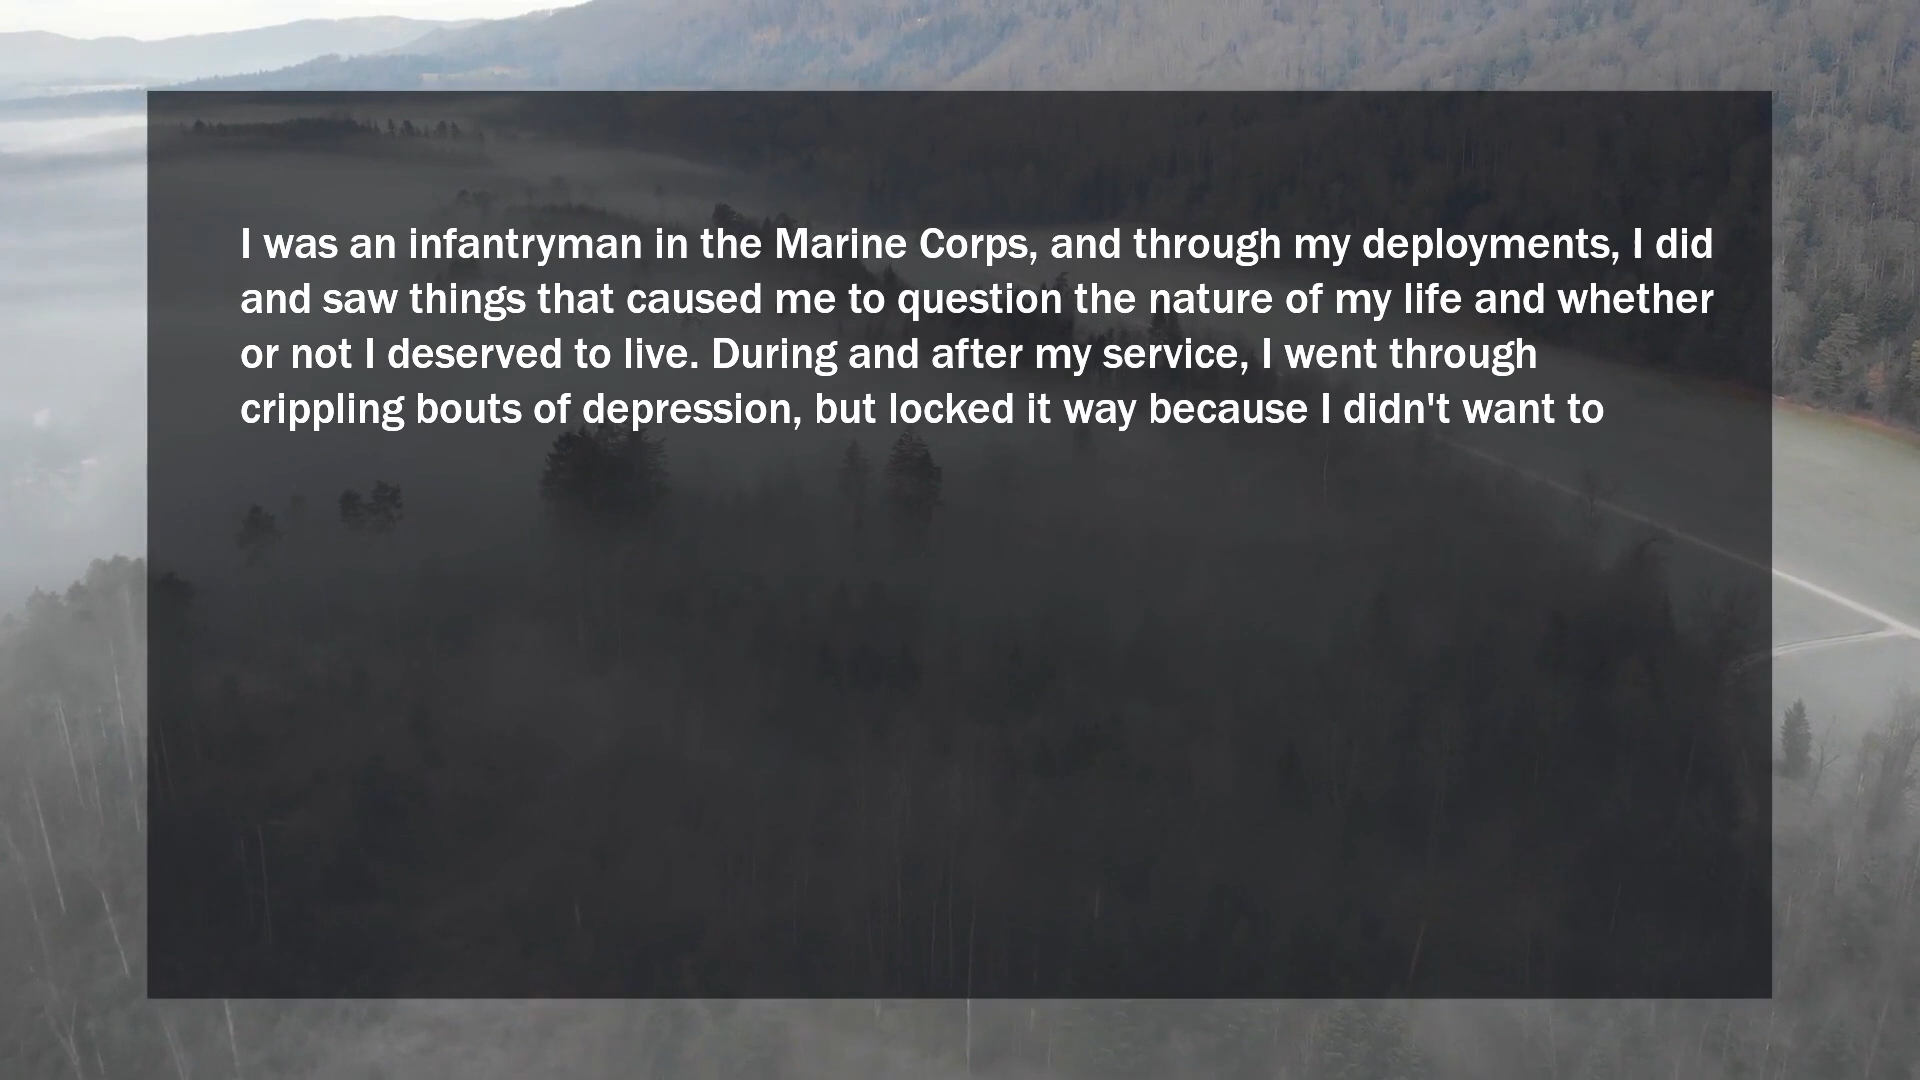 I was an infantryman in the Marine Corps, and through my deployments, I did
and saw things that caused me to question the nature of my life and whether
or not I deserved to live. During and after my service, I went through
crippling bouts of depression, but locked it way because I didn't want to